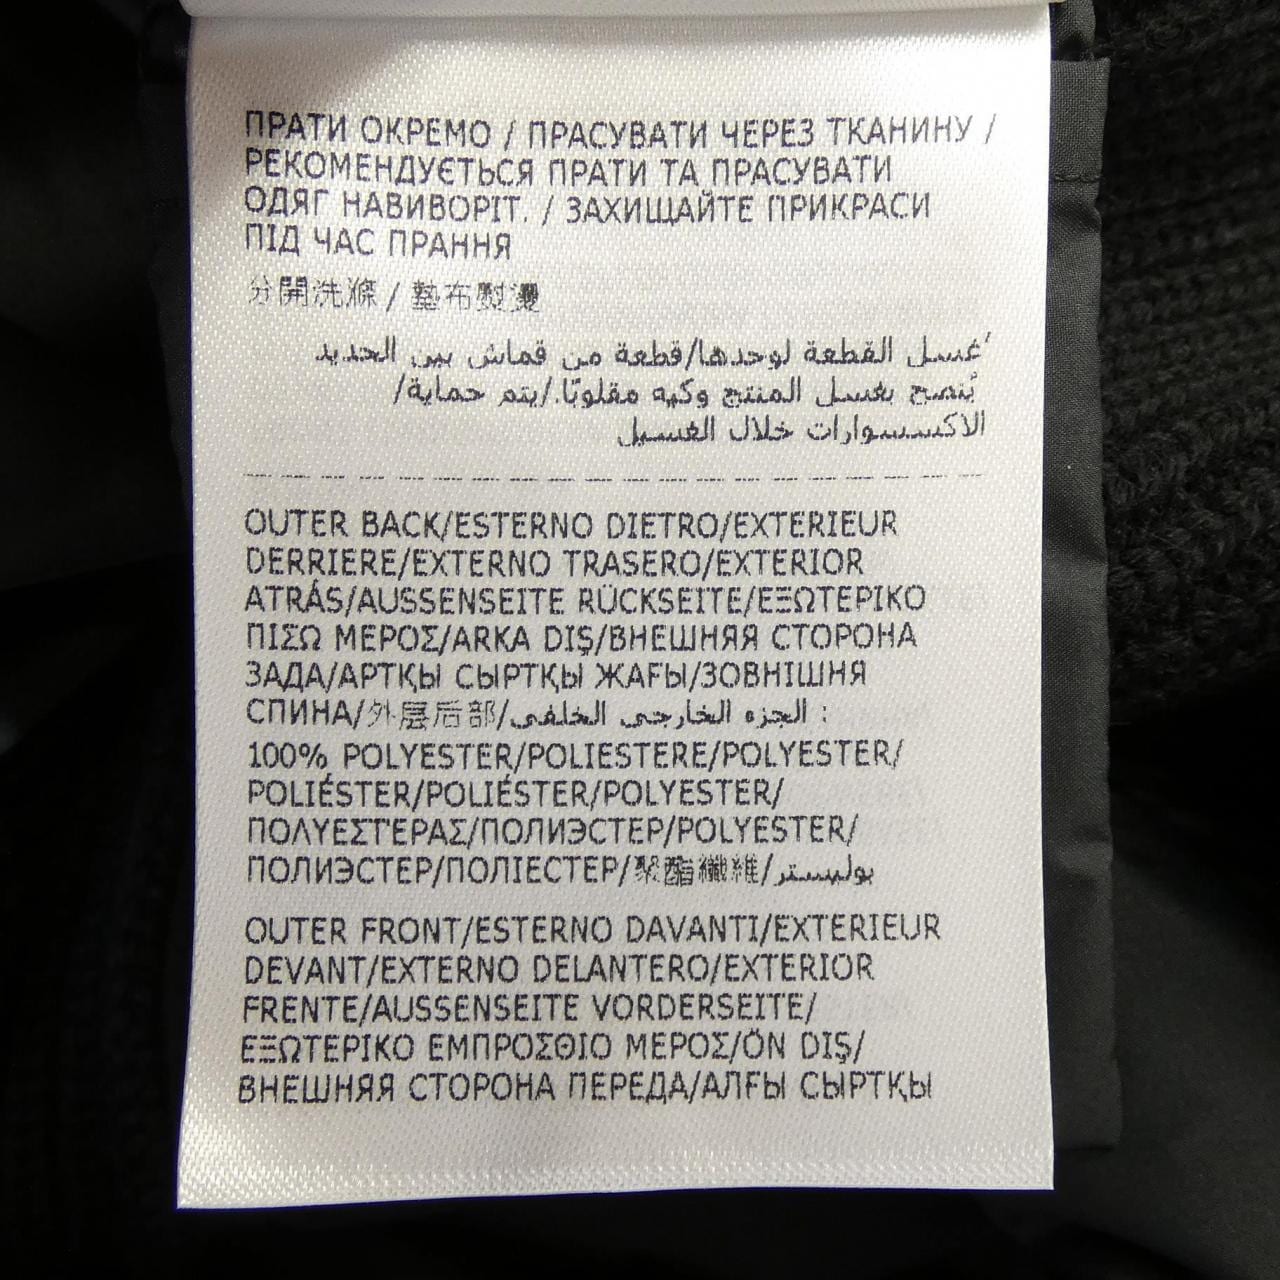 ПРАТИ ОКРЕМО / ПРАСУВАТИ ЧЕРЕЗ ТКАНИНУ /
РЕКОМЕНДУЄТЬСЯ ПРАТИ ТА ПРАСУВАТИ
ОДЯГ НАВИВОРІТ. / ЗАХИЩАЙТЕ ПРИКРАСИ
ПІД ЧАС ПРАННЯ
分開洗滌 / 墊布熨燙
غسل القطعة لوحدها/قطعة من قماش بين الحديد
يُنصح بغسل المنتج وكيه مقلوبًا./يتم حماية/
الاكسسوارات خلال الغسيل
OUTER BACK/ESTERNO DIETRO/EXTERIEUR
DERRIERE/EXTERNO TRASERO/EXTERIOR
ATRÁS/AUSSENSEITE RÜCKSEITE/ΕΞΩΤΕΡΙΚΟ
ΠΙΣΩ ΜΕΡΟΣ/ARKA DIŞ/ВНЕШНЯЯ СТОРОНА
ЗАДА/АРТҚЫ СЫРТҚЫ ЖАҒЫ/ЗОВНІШНЯ
СПИНА/外层后部/الجزء الخارجي الخلفي :
100% POLYESTER/POLIESTERE/POLYESTER/
POLIÉSTER/POLIÉSTER/POLYESTER/
ΠΟΛΥΕΣΤΕΡΑΣ/ПОЛИЭСТЕР/POLYESTER/
ПОЛИЭСТЕР/ПОЛІЕСТЕР/聚酯纖維/بوليستر
OUTER FRONT/ESTERNO DAVANTI/EXTERIEUR
DEVANT/EXTERNO DELANTERO/EXTERIOR
FRENTE/AUSSENSEITE VORDERSEITE/
ΕΞΩΤΕΡΙΚΟ ΕΜΠΡΟΣΘΙΟ ΜΕΡΟΣ/ÖN DIŞ/
ВНЕШНЯЯ СТОРОНА ПЕРЕДА/АЛҒЫ СЫРТҚЫ